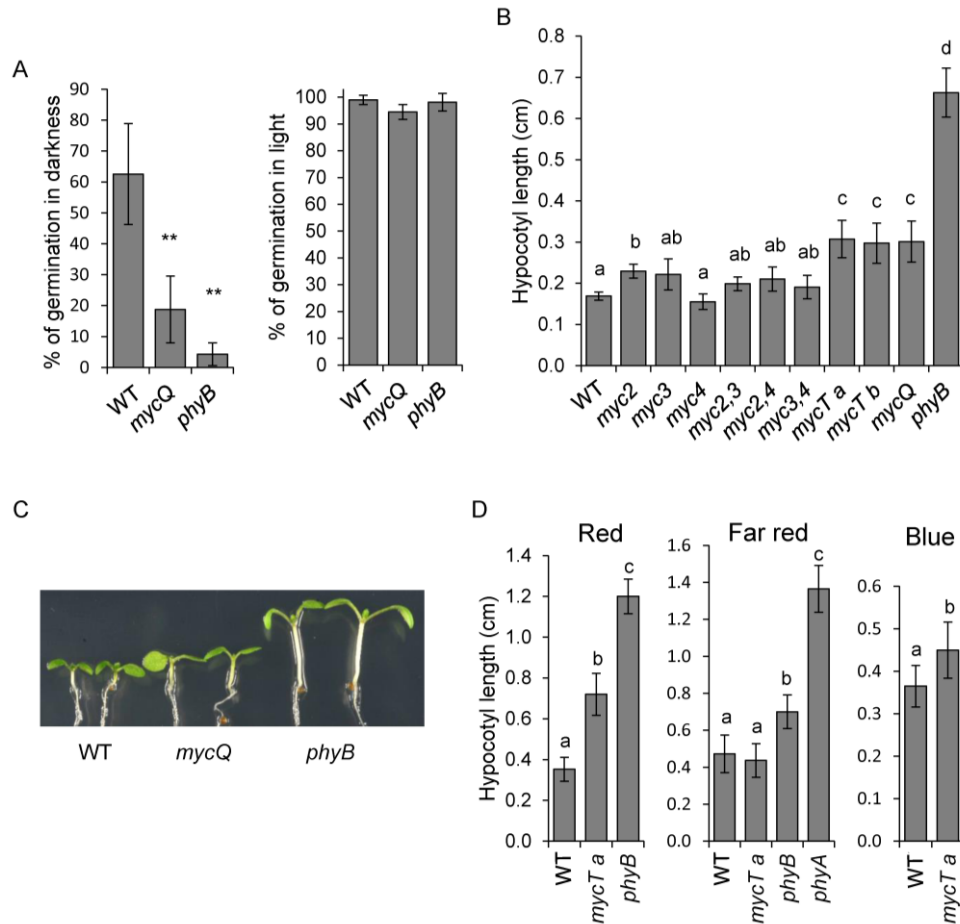 A
% of germination in darkness
90
80
70
60
50
40
30
20
10
0
**
**
WT
mycQ
phyB
% of germination in light
100
90
80
70
60
50
40
30
20
10
0
WT
mycQ
phyB
B
Hypocotyl length (cm)
0.8
0.7
0.6
0.5
0.4
0.3
0.2
0.1
0.0
a
b
ab
a
ab
ab
ab
c
c
c
d
WT
myc2
myc3
myc4
myc2,3
myc2,4
myc3,4
mycT a
mycT b
mycQ
phyB
C
WT mycQ phyB
D
Red
Hypocotyl length (cm)
1.4
1.2
1.0
0.8
0.6
0.4
0.2
0.0
a
b
c
WT
mycT a
phyB
Far red
1.6
1.4
1.2
1.0
0.8
0.6
0.4
0.2
0.0
a
a
b
c
WT
mycT a
phyB
phyA
Blue
0.6
0.5
0.4
0.3
0.2
0.1
0.0
a
b
WT
mycT a